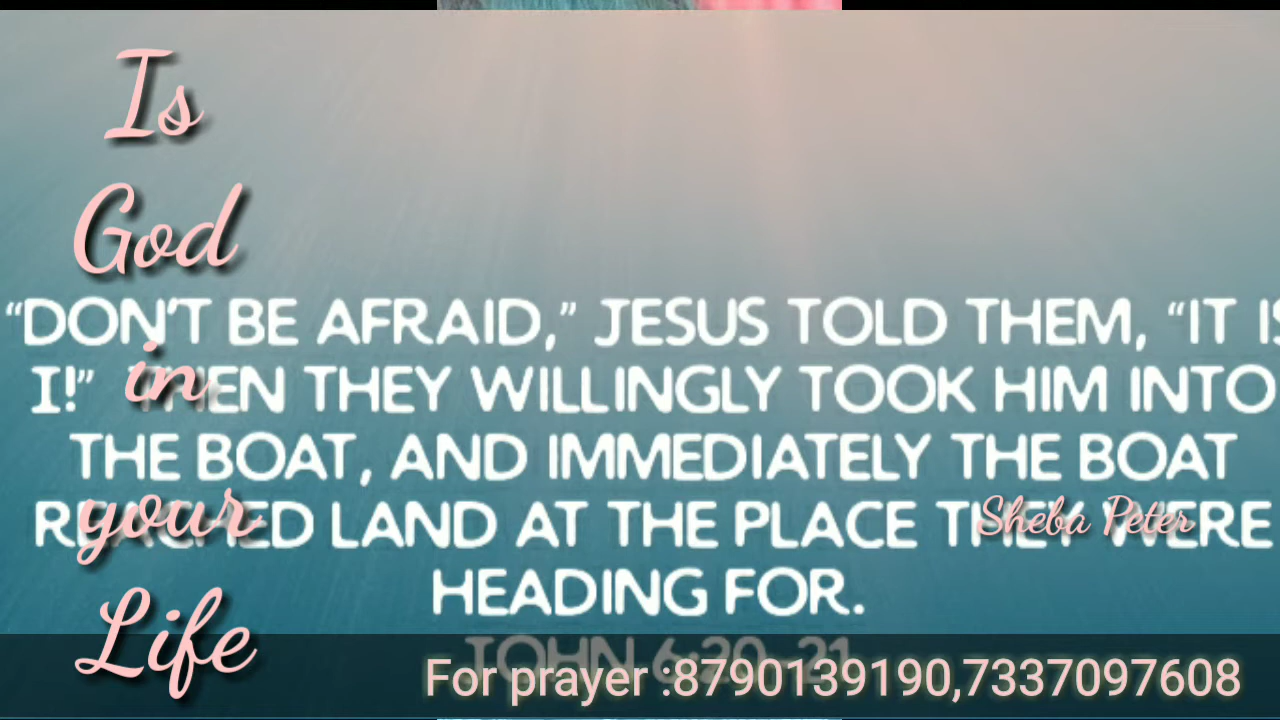 Is
God
in
your
Life
“DON’T BE AFRAID,” JESUS TOLD THEM, “IT IS
I!” THEN THEY WILLINGLY TOOK HIM INTO
THE BOAT, AND IMMEDIATELY THE BOAT
REACHED LAND AT THE PLACE THEY WERE
HEADING FOR.
JOHN 6:20-21
Sheba Peter
For prayer :8790139190,7337097608